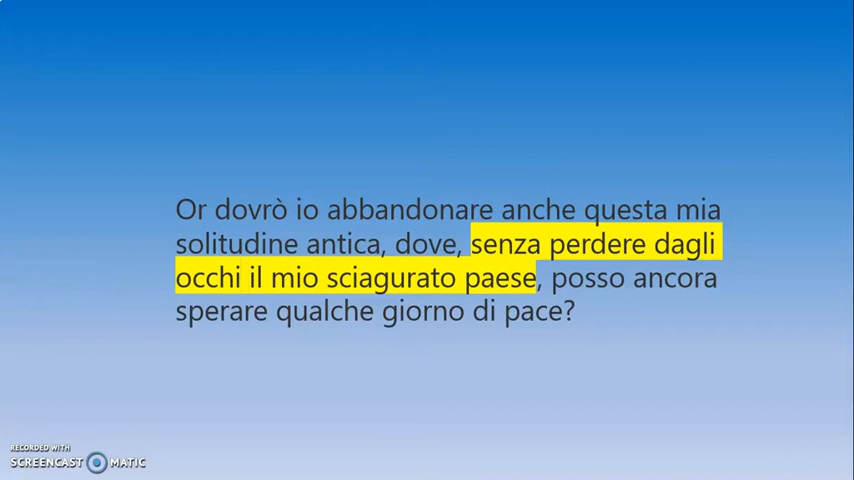 Or dovrò io abbandonare anche questa mia
solitudine antica, dove, senza perdere dagli
occhi il mio sciagurato paese, posso ancora
sperare qualche giorno di pace?
RECORDED WITH
SCREENCAST MATIC